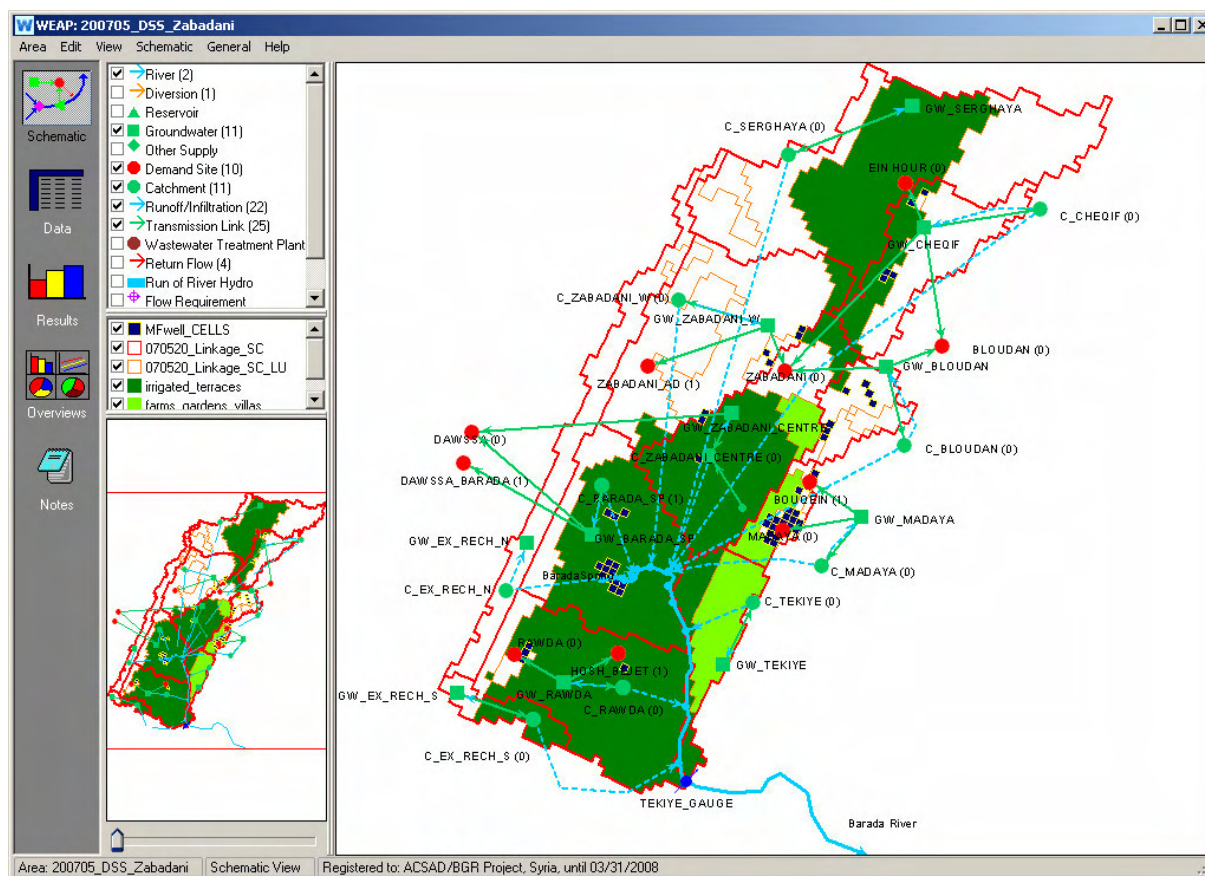 WEAP: 200705_DSS_Zabadani
Area Edit View Schematic General Help
Schematic
Data
Results
Overviews
Notes
River (2)
Diversion (1)
Reservoir
Groundwater (11)
Other Supply
Demand Site (10)
Catchment (11)
Runoff/Infiltration (22)
Transmission Link (25)
Wastewater Treatment Plant
Return Flow (4)
Run of River Hydro
Flow Requirement
MFwell_CELLS
070520_Linkage_SC
070520_Linkage_SC_LU
irrigated_terraces
farms_gardens_villas
GW_SERGHAYA
C_SERGHAYA (0)
EIN HOUR (0)
C_CHEQIF (0)
GW_CHEQIF
C_ZABADANI_W (0)
GW_ZABADANI_W
BLOUDAN (0)
GW_BLOUDAN
ZABADANI (0)
ZABADANI_AD (1)
GW_ZABADANI_CENTRE
DAWSSA (0)
C_BLOUDAN (0)
C_ZABADANI_CENTRE (0)
DAWSSA_BARADA (1)
C_BARADA_SP (1)
BOUQEIN (1)
GW_MADAYA
GW_EX_RECH_N
GW_BARADA_SP
MADAYA (0)
C_MADAYA (0)
BaradaSpring
C_EX_RECH_N
C_TEKIYE (0)
RAWDA (0)
HOSH_BEJET (1)
GW_TEKIYE
GW_EX_RECH_S
GW_RAWDA
C_RAWDA (0)
C_EX_RECH_S (0)
TEKIYE_GAUGE
Barada River
Area: 200705_DSS_Zabadani Schematic View Registered to: ACSAD/BGR Project, Syria, until 03/31/2008